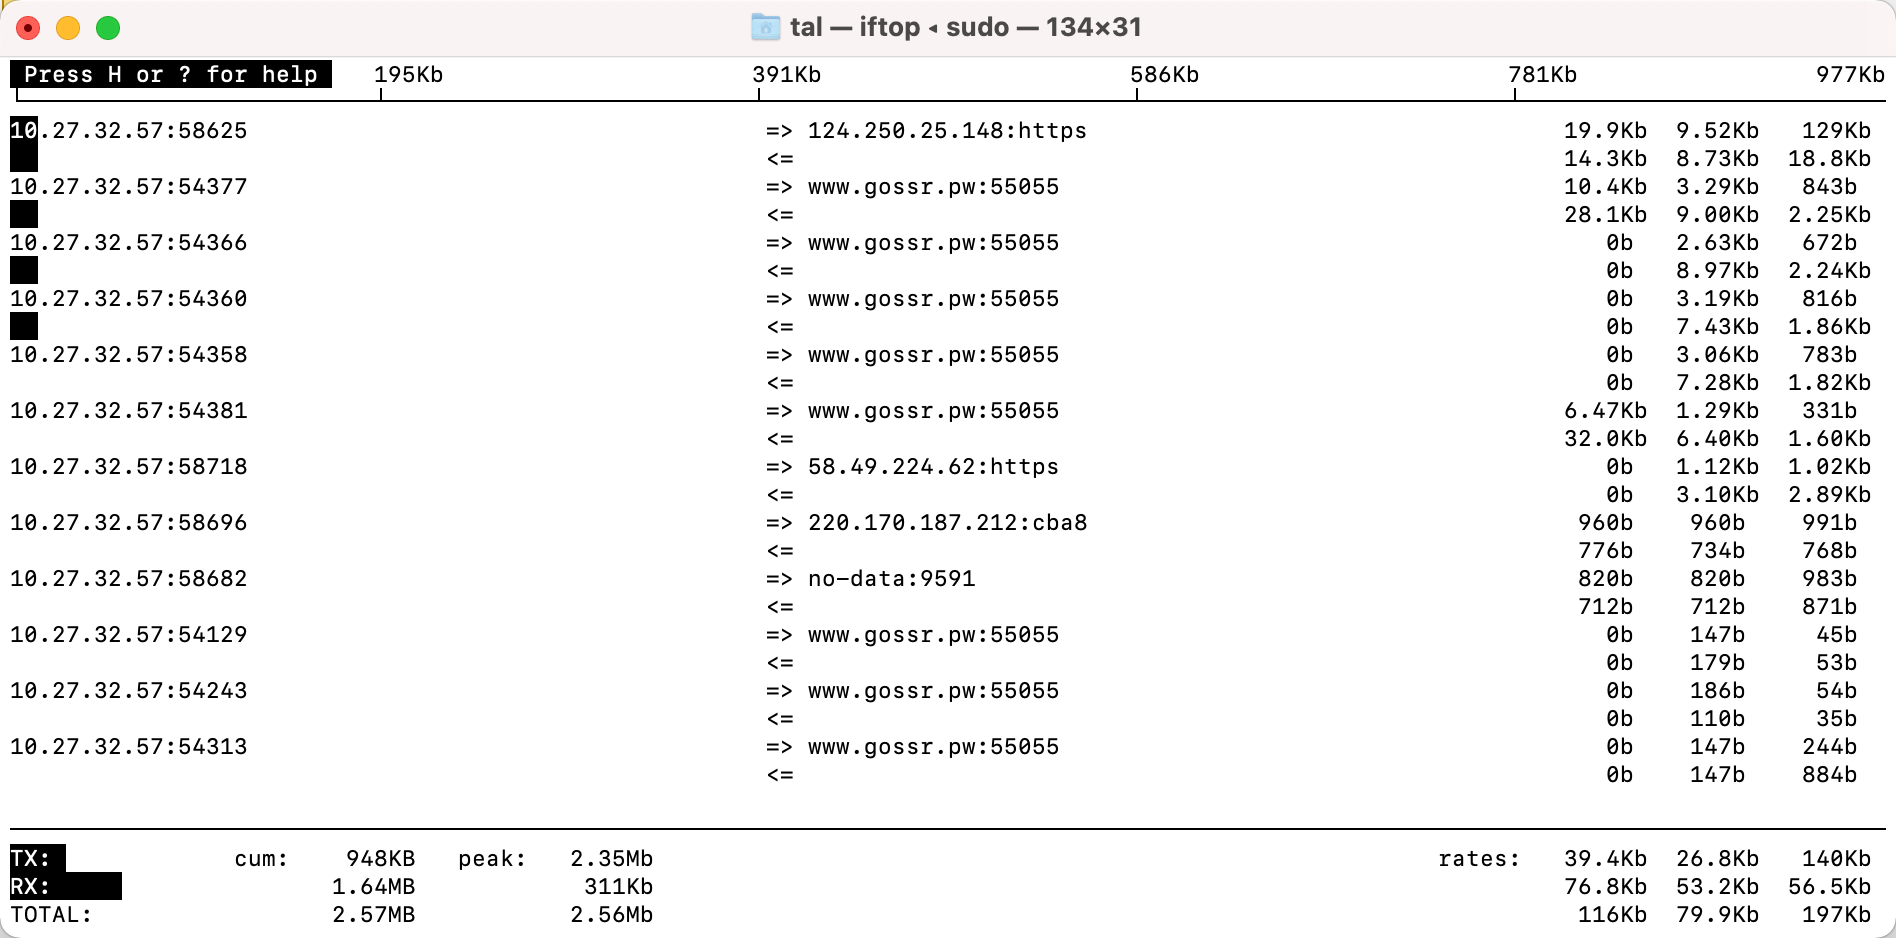 tal — iftop ◂ sudo — 134×31
Press H or ? for help 195Kb 391Kb 586Kb 781Kb 977Kb
10.27.32.57:58625 => 124.250.25.148:https 19.9Kb 9.52Kb 129Kb
<= 14.3Kb 8.73Kb 18.8Kb
10.27.32.57:54377 => www.gossr.pw:55055 10.4Kb 3.29Kb 843b
<= 28.1Kb 9.00Kb 2.25Kb
10.27.32.57:54366 => www.gossr.pw:55055 0b 2.63Kb 672b
<= 0b 8.97Kb 2.24Kb
10.27.32.57:54360 => www.gossr.pw:55055 0b 3.19Kb 816b
<= 0b 7.43Kb 1.86Kb
10.27.32.57:54358 => www.gossr.pw:55055 0b 3.06Kb 783b
<= 0b 7.28Kb 1.82Kb
10.27.32.57:54381 => www.gossr.pw:55055 6.47Kb 1.29Kb 331b
<= 32.0Kb 6.40Kb 1.60Kb
10.27.32.57:58718 => 58.49.224.62:https 0b 1.12Kb 1.02Kb
<= 0b 3.10Kb 2.89Kb
10.27.32.57:58696 => 220.170.187.212:cba8 960b 960b 991b
<= 776b 734b 768b
10.27.32.57:58682 => no-data:9591 820b 820b 983b
<= 712b 712b 871b
10.27.32.57:54129 => www.gossr.pw:55055 0b 147b 45b
<= 0b 179b 53b
10.27.32.57:54243 => www.gossr.pw:55055 0b 186b 54b
<= 0b 110b 35b
10.27.32.57:54313 => www.gossr.pw:55055 0b 147b 244b
<= 0b 147b 884b
TX: cum: 948KB peak: 2.35Mb rates: 39.4Kb 26.8Kb 140Kb
RX: 1.64MB 311Kb 76.8Kb 53.2Kb 56.5Kb
TOTAL: 2.57MB 2.56Mb 116Kb 79.9Kb 197Kb